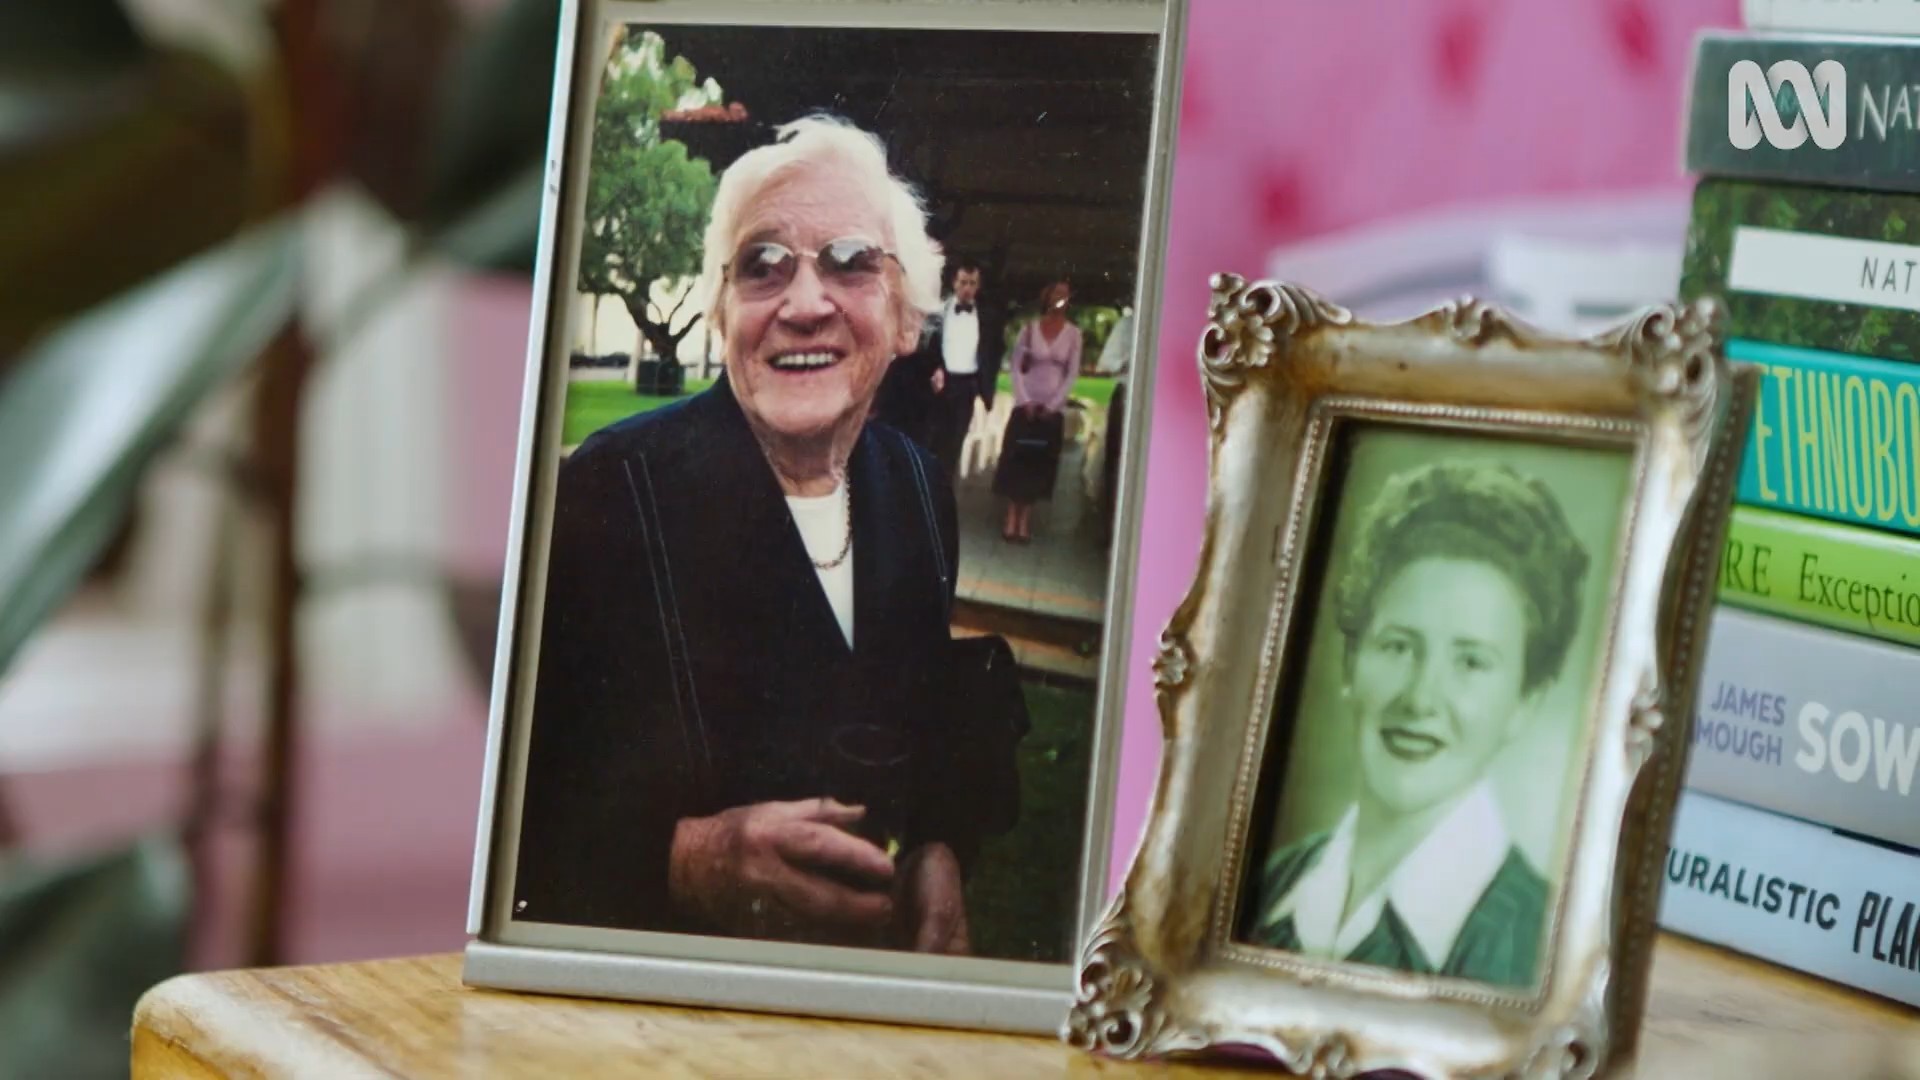 NAT
NAT
ETHNOBO
RE Exceptio
JAMES
MOUGH
SOW
URALISTIC PLAN